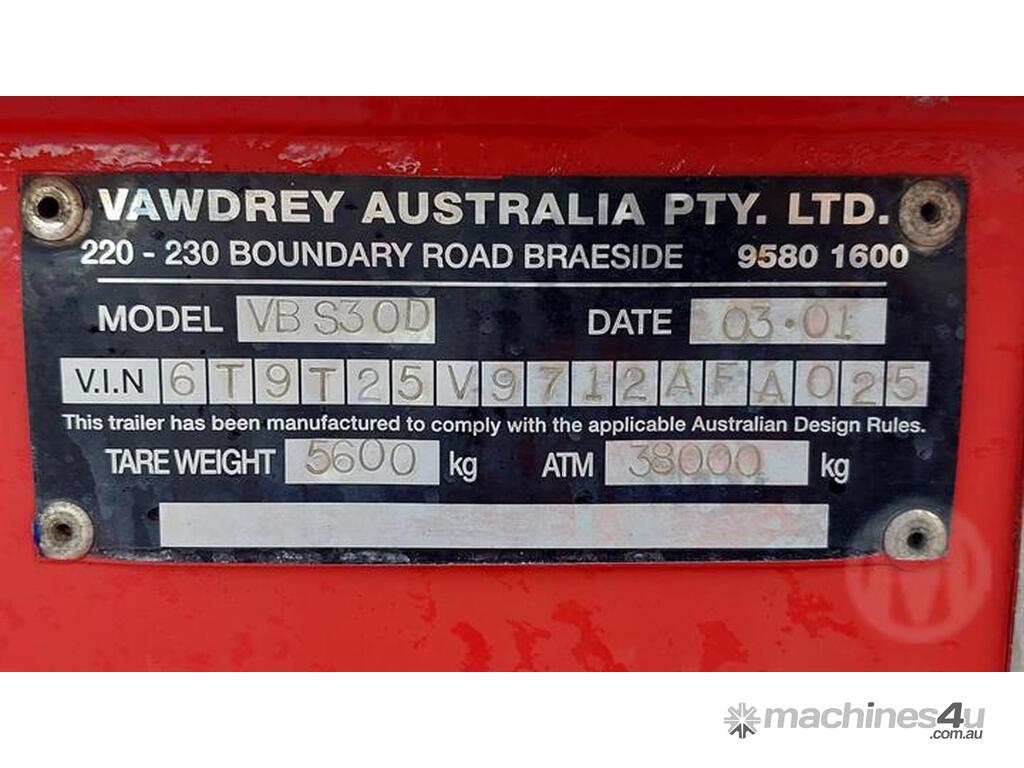 VAWDREY AUSTRALIA PTY. LTD.
220 - 230 BOUNDARY ROAD BRAESIDE 9580 1600
MODEL VB S30D DATE 03·01
V.I.N 6T9T25V9712AFA025
This trailer has been manufactured to comply with the applicable Australian Design Rules.
TARE WEIGHT 5600 kg ATM 38000 kg
machines4u
.com.au